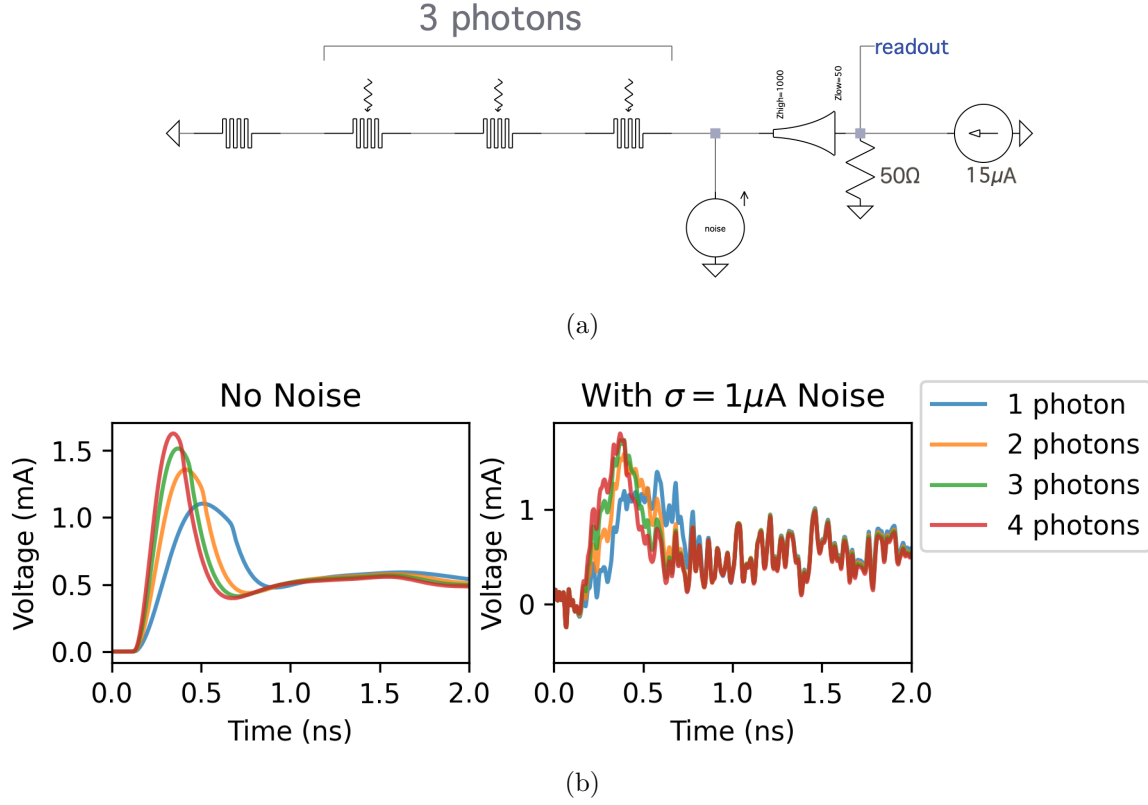 3 photons
readout
Zhigh=1000
Zlow=50
50Ω
15μA
noise
(a)
No Noise
With σ = 1μA Noise
Voltage (mA)
1.5
1.0
0.5
0.0
0.0 0.5 1.0 1.5 2.0
Time (ns)
Voltage (mA)
1
0
0.0 0.5 1.0 1.5 2.0
Time (ns)
1 photon
2 photons
3 photons
4 photons
(b)